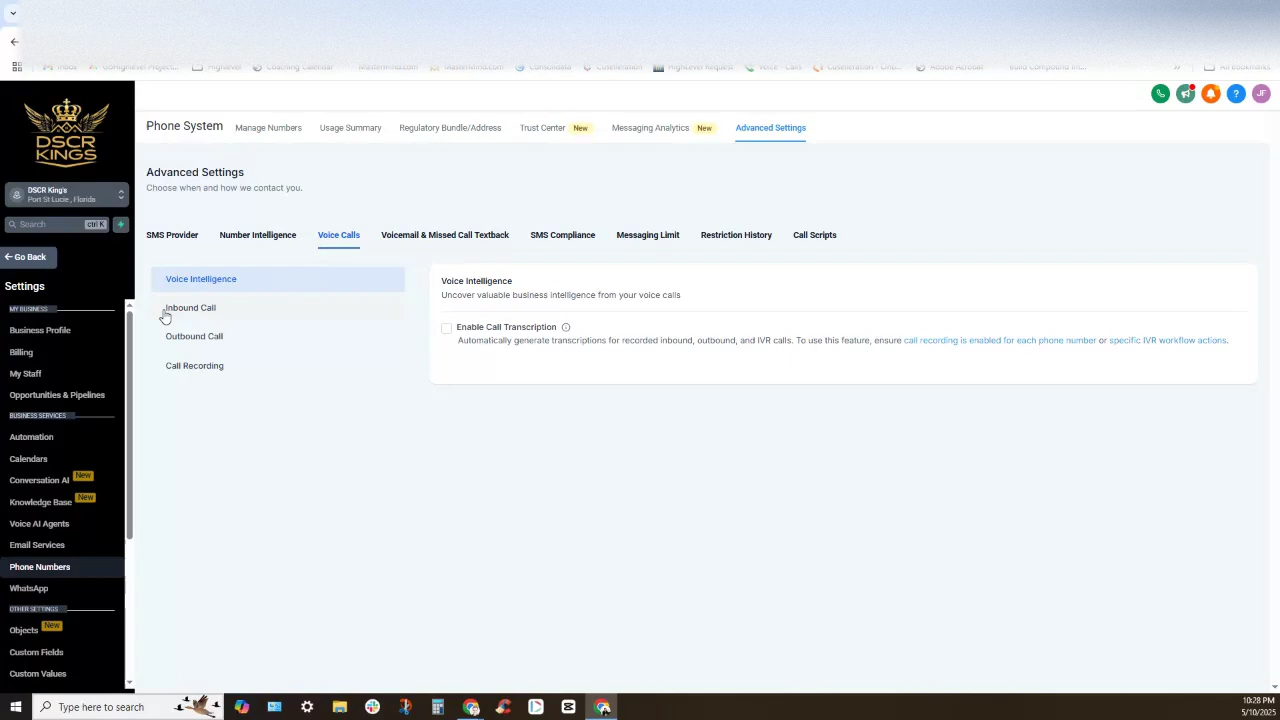 DSCR
KINGS
JF
Phone System
Manage Numbers
Usage Summary
Regulatory Bundle/Address
Trust Center
New
Messaging Analytics
New
Advanced Settings
Advanced Settings
Choose when and how we contact you.
DSCR King's
Port St Lucie , Florida
Search
ctrl K
SMS Provider
Number Intelligence
Voice Calls
Voicemail & Missed Call Textback
SMS Compliance
Messaging Limit
Restriction History
Call Scripts
Go Back
Settings
MY BUSINESS
Business Profile
Billing
My Staff
Opportunities & Pipelines
BUSINESS SERVICES
Automation
Calendars
Conversation AI
New
Knowledge Base
New
Voice AI Agents
Email Services
Phone Numbers
WhatsApp
OTHER SETTINGS
Objects
New
Custom Fields
Custom Values
Voice Intelligence
Inbound Call
Outbound Call
Call Recording
Voice Intelligence
Uncover valuable business intelligence from your voice calls
Enable Call Transcription
Automatically generate transcriptions for recorded inbound, outbound, and IVR calls. To use this feature, ensure call recording is enabled for each phone number or specific IVR workflow actions.
Type here to search
10:28 PM
5/10/2025